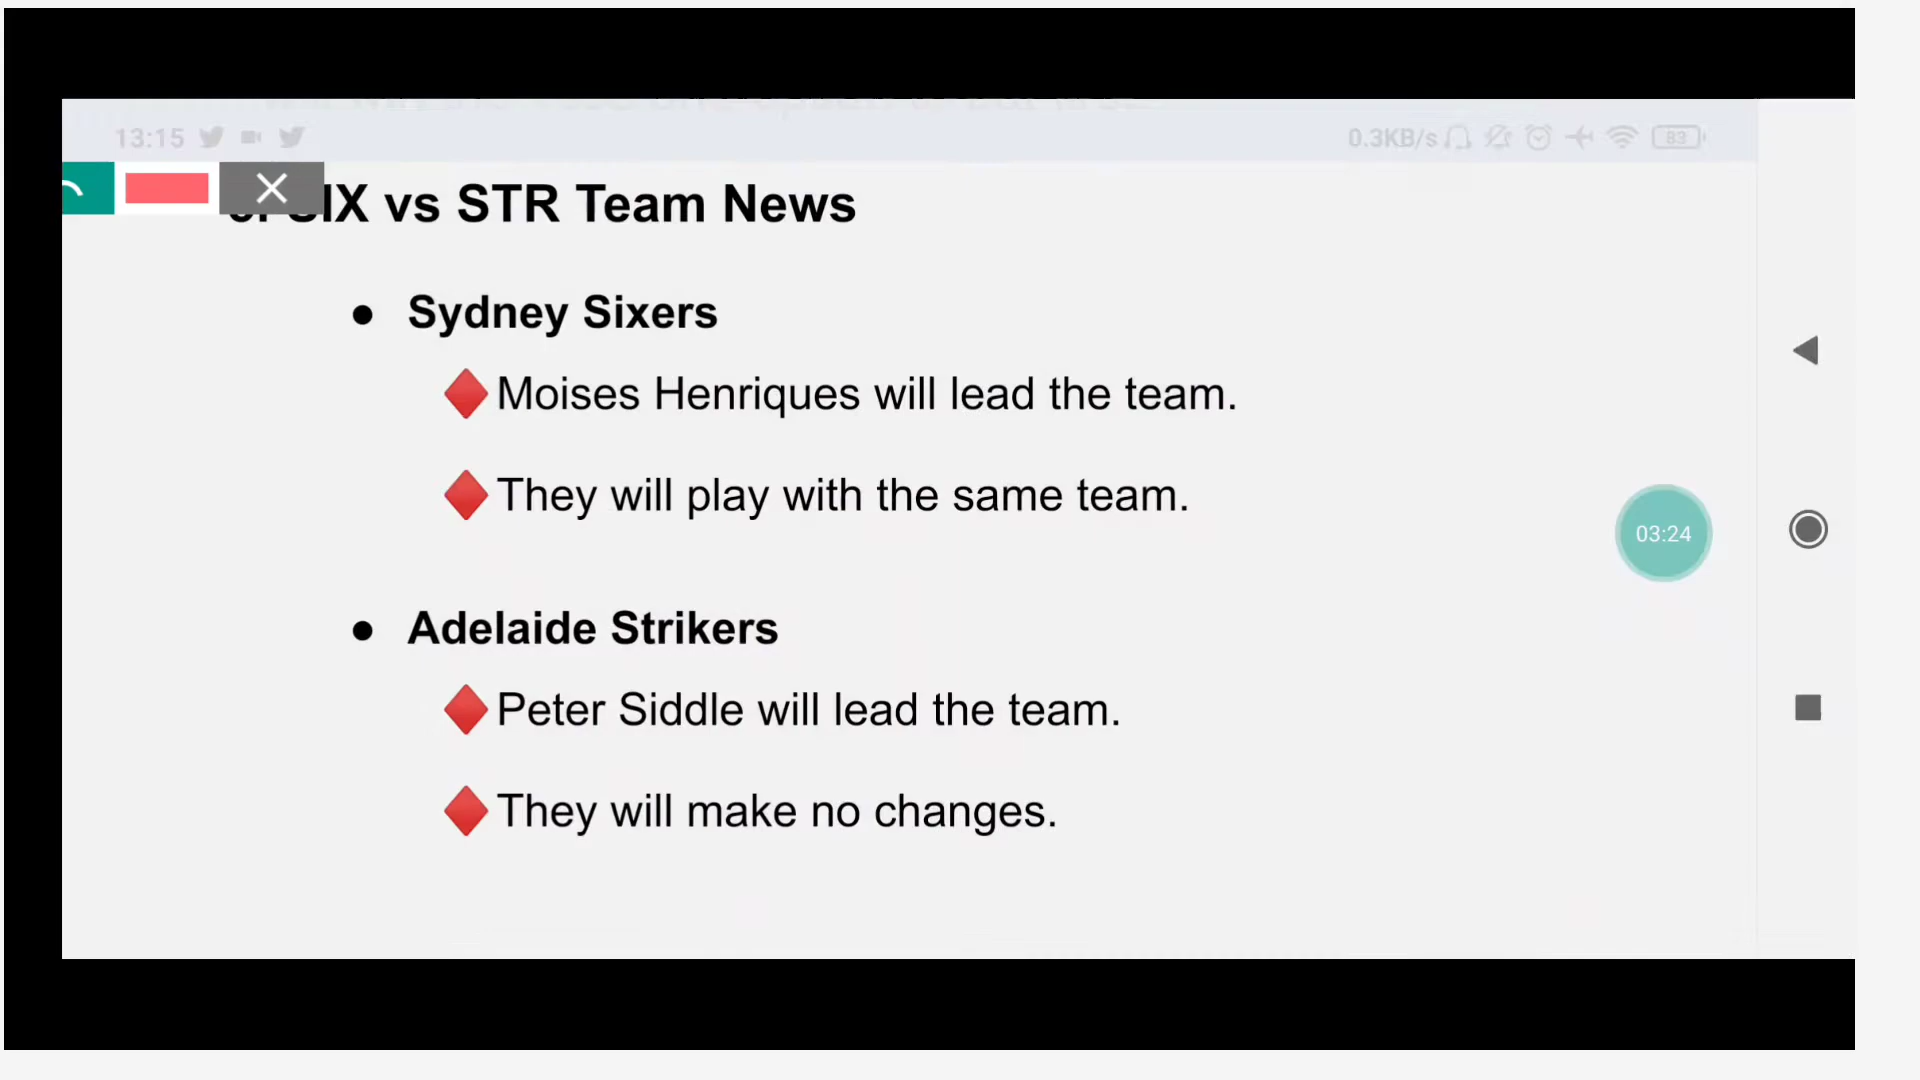 13:15 0.3KB/s 83
SIX vs STR Team News
● Sydney Sixers
Moises Henriques will lead the team.
They will play with the same team.
03:24
● Adelaide Strikers
Peter Siddle will lead the team.
They will make no changes.